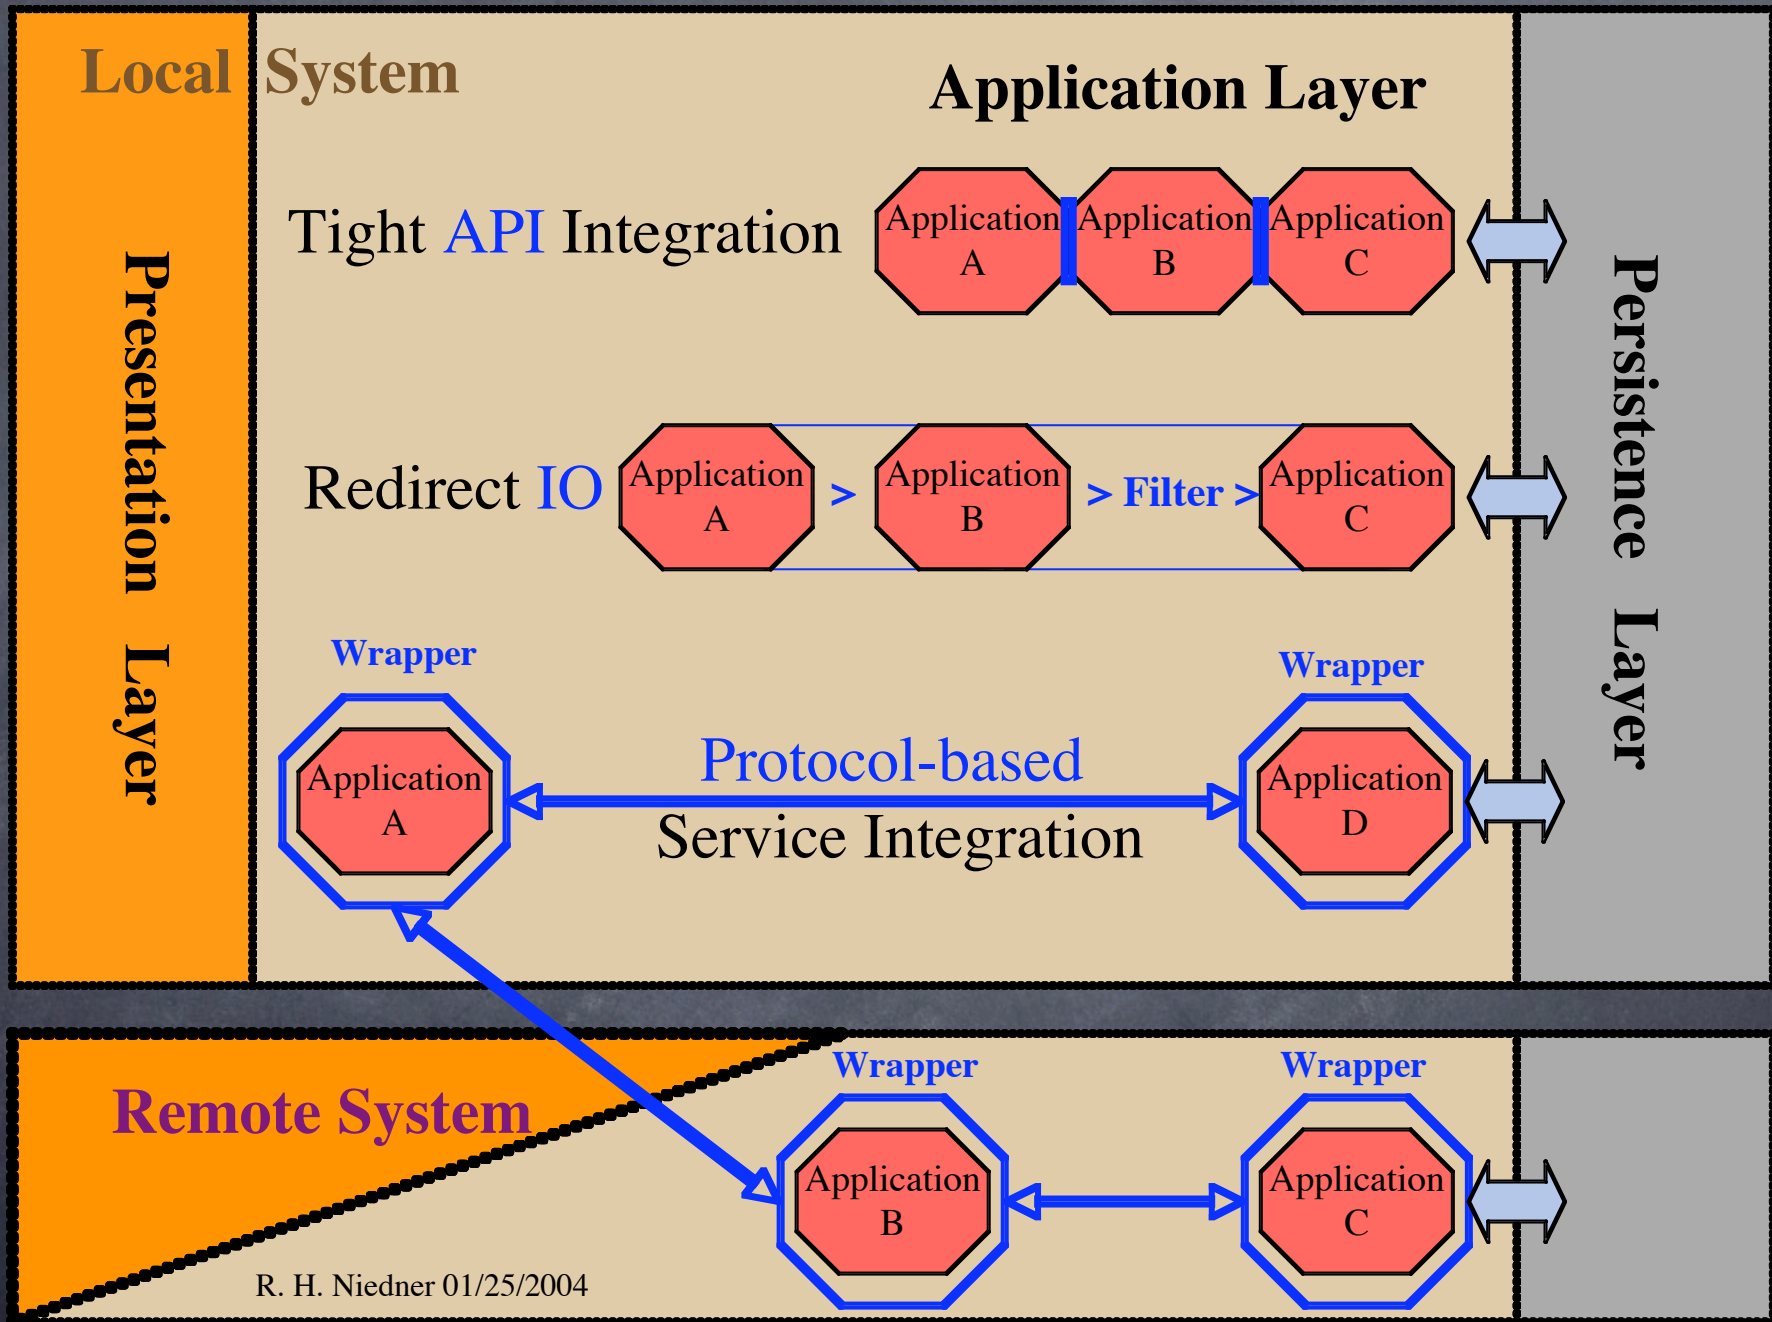 Local System
Application Layer
Presentation Layer
Persistence Layer
Tight API Integration
Application
A
Application
B
Application
C
Redirect IO
Application
A
>
Application
B
> Filter >
Application
C
Wrapper
Wrapper
Application
A
Protocol-based
Service Integration
Application
D
Remote System
Wrapper
Wrapper
Application
B
Application
C
R. H. Niedner 01/25/2004